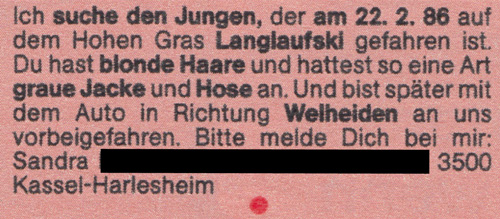 Ich suche den Jungen, der am 22. 2. 86 auf
dem Hohen Gras Langlaufski gefahren ist.
Du hast blonde Haare und hattest so eine Art
graue Jacke und Hose an. Und bist später mit
dem Auto in Richtung Welheiden an uns
vorbeigefahren. Bitte melde Dich bei mir:
Sandra 3500
Kassel-Harlesheim